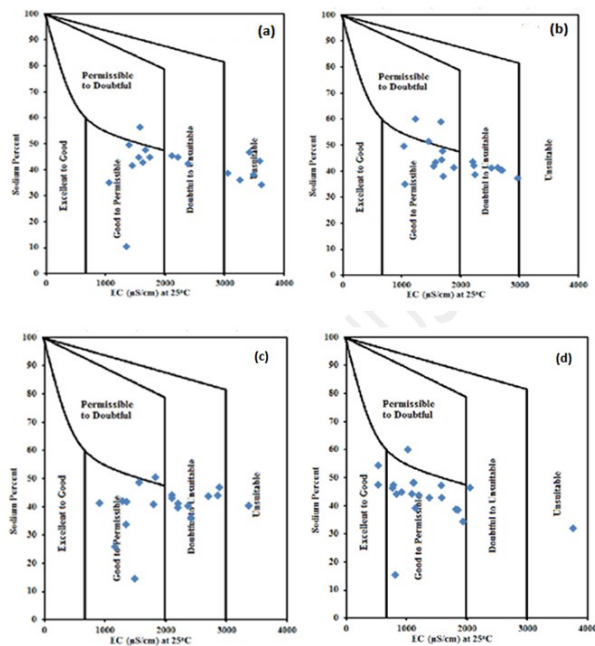 (a)
100
90
80
70
60
50
40
30
20
10
0
Sodium Percent
Permissible
to Doubtful
Excellent to Good
Good to Permissible
Doubtful to Unsuitable
Unsuitable
0 1000 2000 3000 4000
EC (µS/cm) at 25°C
(b)
100
90
80
70
60
50
40
30
20
10
0
Sodium Percent
Permissible
to Doubtful
Excellent to Good
Good to Permissible
Doubtful to Unsuitable
Unsuitable
0 1000 2000 3000 4000
EC (µS/cm) at 25°C
(c)
100
90
80
70
60
50
40
30
20
10
0
Sodium Percent
Permissible
to Doubtful
Excellent to Good
Good to Permissible
Doubtful to Unsuitable
Unsuitable
0 1000 2000 3000 4000
EC (µS/cm) at 25°C
(d)
100
90
80
70
60
50
40
30
20
10
0
Sodium Percent
Permissible
to Doubtful
Excellent to Good
Good to Permissible
Doubtful to Unsuitable
Unsuitable
0 1000 2000 3000 4000
EC (µS/cm) at 25°C